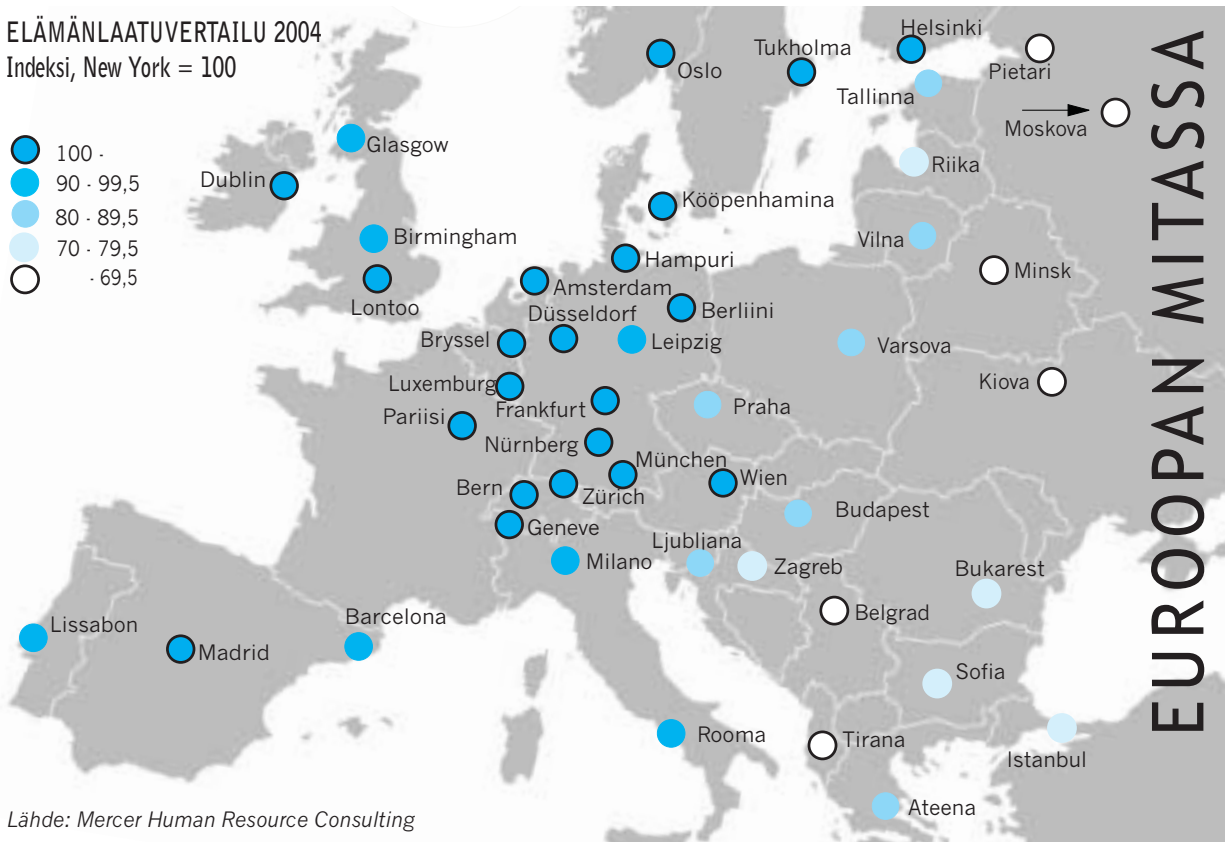 ELÄMÄNLAATUVERTAILU 2004
Indeksi, New York = 100
100 -
90 - 99,5
80 - 89,5
70 - 79,5
- 69,5
EUROOPAN MITASSA
Helsinki
Tukholma
Oslo
Pietari
Tallinna
Moskova
Glasgow
Riika
Dublin
Kööpenhamina
Birmingham
Vilna
Hampuri
Minsk
Amsterdam
Lontoo
Düsseldorf
Berliini
Bryssel
Leipzig
Varsova
Luxemburg
Kiova
Frankfurt
Praha
Pariisi
Nürnberg
München
Wien
Bern
Zürich
Budapest
Geneve
Ljubljana
Milano
Zagreb
Bukarest
Belgrad
Barcelona
Lissabon
Madrid
Sofia
Rooma
Tirana
Istanbul
Ateena
Lähde: Mercer Human Resource Consulting